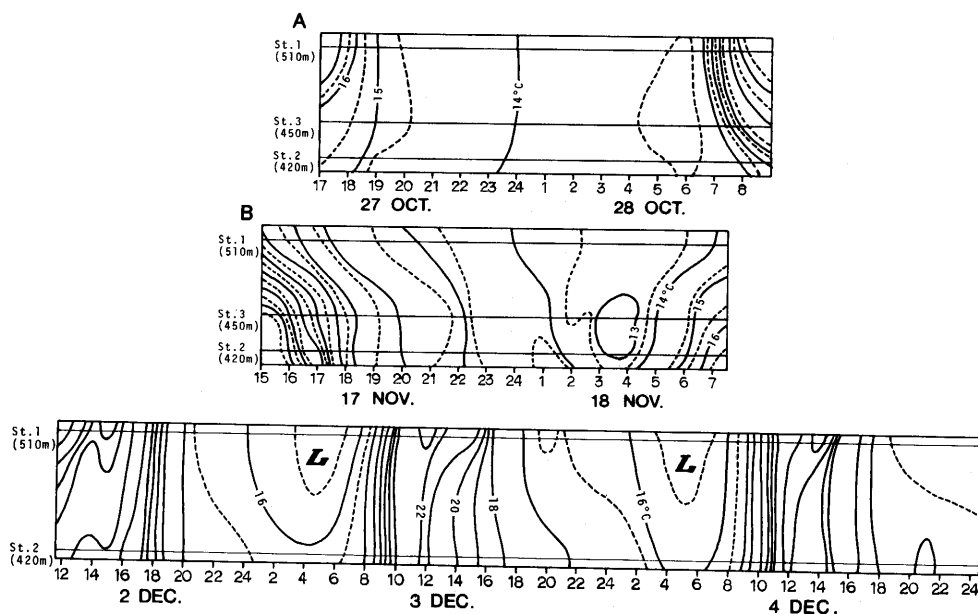 A
St.1
(510m)
St.3
(450m)
St.2
(420m)
16
15
14°C
17 18 19 20 21 22 23 24 1 2 3 4 5 6 7 8
27 OCT. 28 OCT.
B
St.1
(510m)
St.3
(450m)
St.2
(420m)
13
14°C
15
16
15 16 17 18 19 20 21 22 23 24 1 2 3 4 5 6 7
17 NOV. 18 NOV.
St.1
(510m)
St.2
(420m)
16
L
22
20
18
16°C
L
12 14 16 18 20 22 24 2 4 6 8 10 12 14 16 18 20 22 24 2 4 6 8 10 12 14 16 18 20 22 24
2 DEC. 3 DEC. 4 DEC.